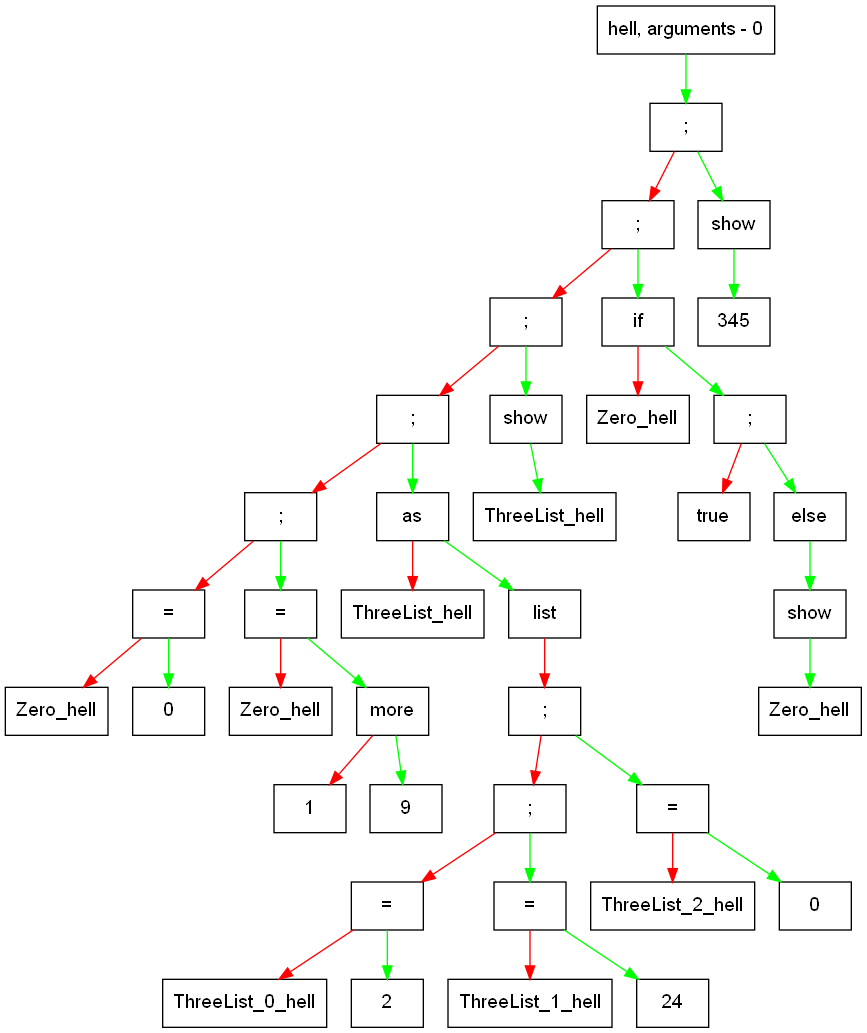 hell, arguments - 0
;
;
show
;
if
345
;
show
Zero_hell
;
;
as
ThreeList_hell
true
else
=
=
ThreeList_hell
list
show
Zero_hell
0
Zero_hell
more
;
Zero_hell
1
9
;
=
=
=
ThreeList_2_hell
0
ThreeList_0_hell
2
ThreeList_1_hell
24